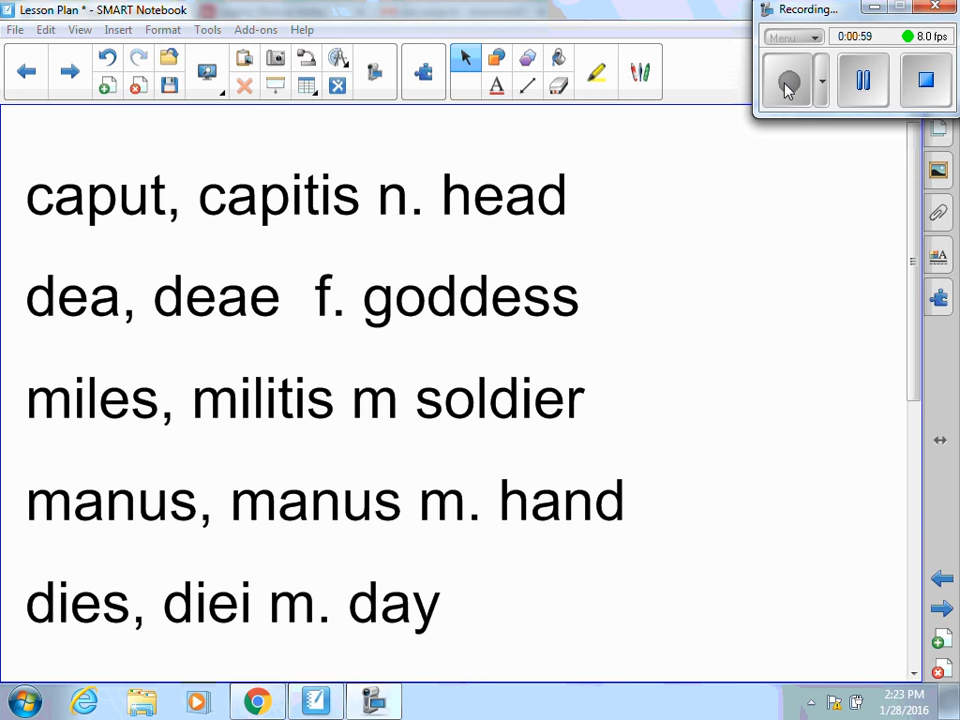 Lesson Plan * - SMART Notebook
Recording...
File Edit View Insert Format Tools Add-ons Help
Menu 0:00:59 8.0 fps
caput, capitis n. head
dea, deae f. goddess
miles, militis m soldier
manus, manus m. hand
dies, diei m. day
2:23 PM
1/28/2016